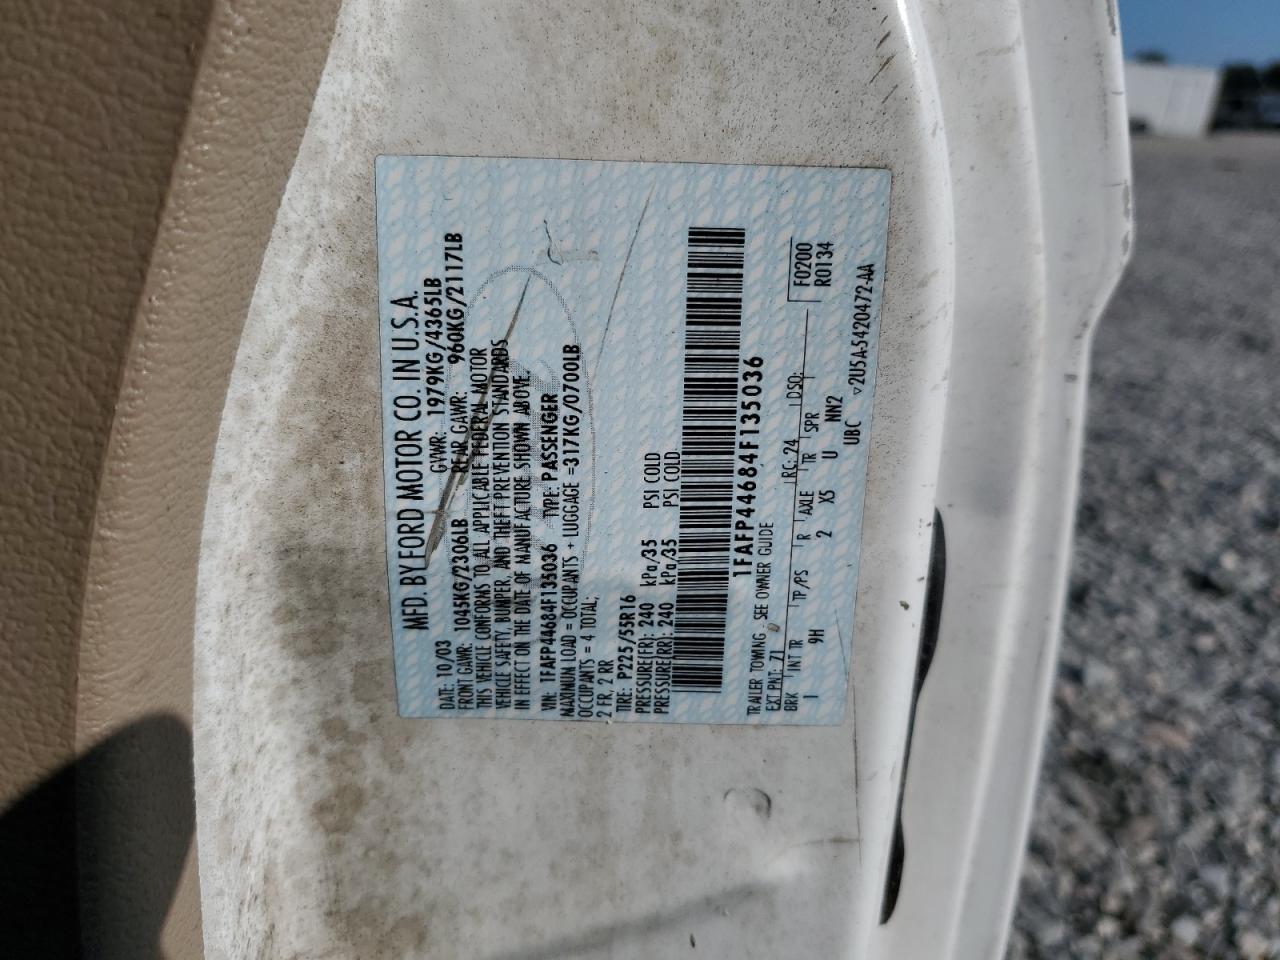 MFD. BY FORD MOTOR CO. IN U.S.A.
DATE: 10/03 GVWR: 1979KG/4365LB
FRONT GAWR: 1045KG/2306LB REAR GAWR: 960KG/2117LB
THIS VEHICLE CONFORMS TO ALL APPLICABLE FEDERAL MOTOR
VEHICLE SAFETY, BUMPER, AND THEFT PREVENTION STANDARDS
IN EFFECT ON THE DATE OF MANUFACTURE SHOWN ABOVE.
VIN: 1FAFP44684F135036 TYPE: PASSENGER
MAXIMUM LOAD = OCCUPANTS + LUGGAGE =317KG/0700LB
OCCUPANTS = 4 TOTAL;
2 FR, 2 RR
TIRE: P225/55R16
PRESSURE(FR): 240 kPa/35 PSI COLD
PRESSURE(RR): 240 kPa/35 PSI COLD
1FAFP44684F135036
F0200
R0134
TRAILER TOWING - SEE OWNER GUIDE
EXT PNT: 71 RC: 24 DSO:
BRK INT TR TP/PS R AXLE TR SPR
I 9H 2 X5 U NN2
UBC ▽2U5A-5420472-AA